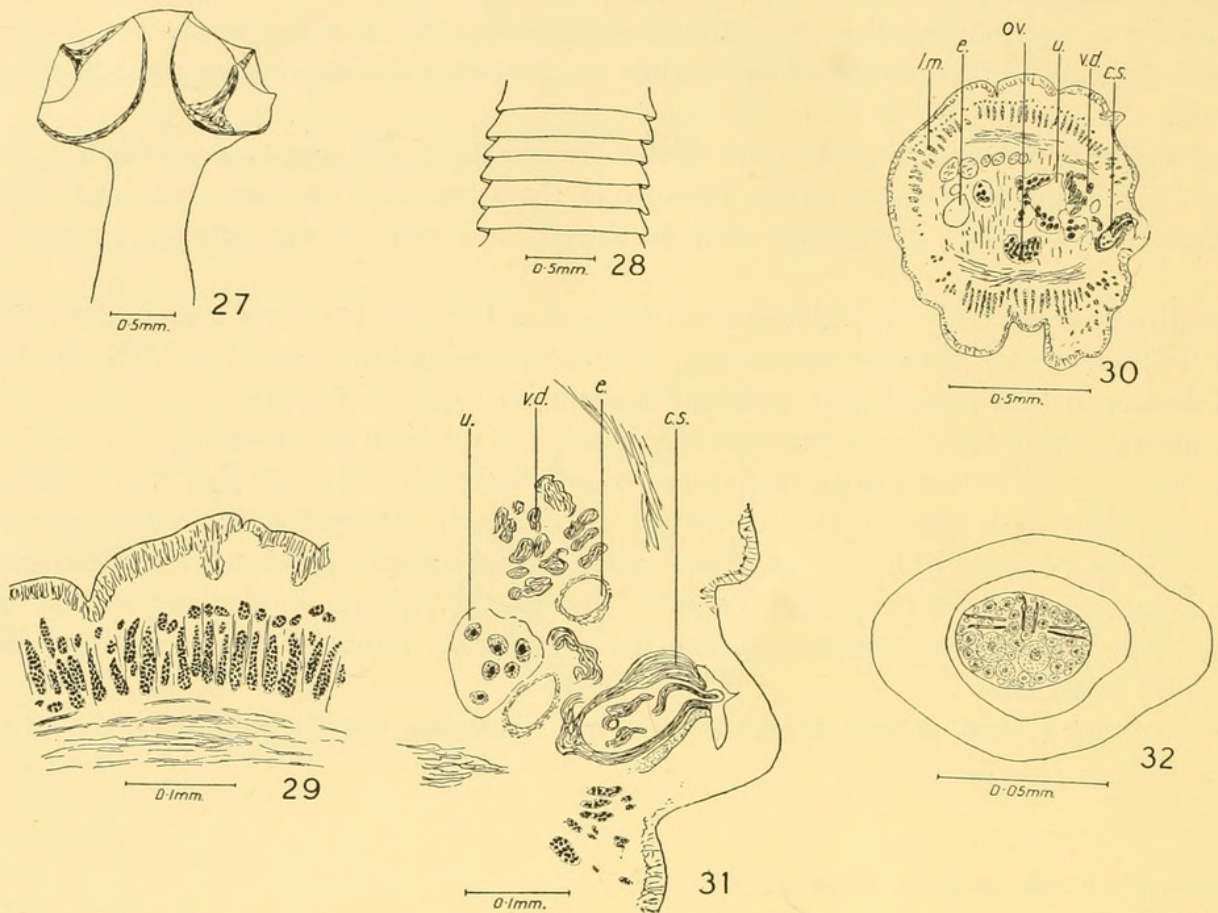 27
0·5mm.
28
0·5mm.
l.m.
e.
ov.
u.
v.d.
c.s.
30
0·5mm.
29
0·1mm.
u.
v.d.
e.
c.s.
31
0·1mm.
32
0·05mm.